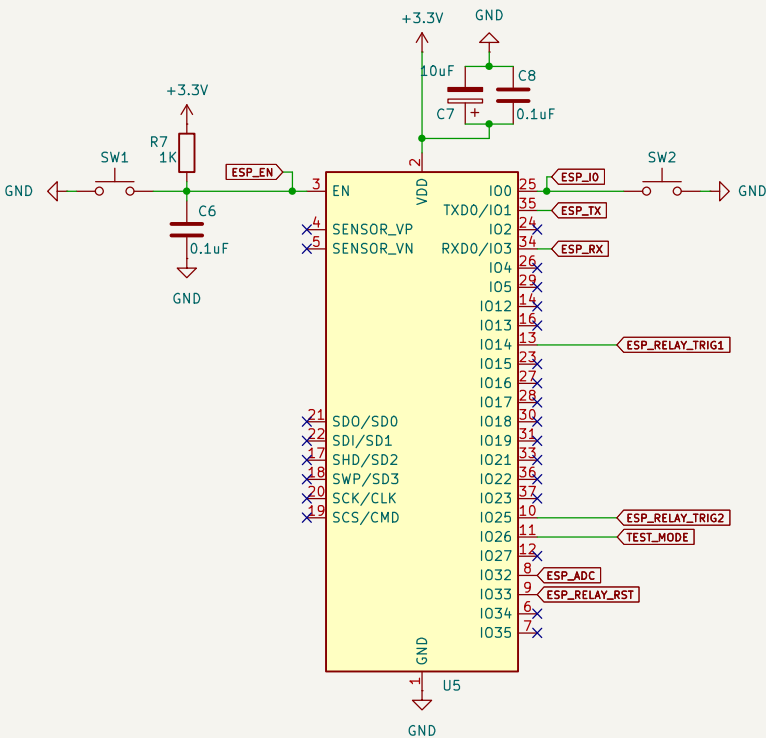 +3.3V
GND
10uF
C8
C7
+
0.1uF
+3.3V
R7
1K
SW1
GND
C6
0.1uF
GND
ESP_EN
3
EN
2
VDD
4
SENSOR_VP
5
SENSOR_VN
21
SDO/SD0
22
SDI/SD1
17
SHD/SD2
18
SWP/SD3
20
SCK/CLK
19
SCS/CMD
IO0
25
ESP_IO
SW2
GND
TXD0/IO1
35
ESP_TX
IO2
24
RXD0/IO3
34
ESP_RX
IO4
26
IO5
29
IO12
14
IO13
16
IO14
13
ESP_RELAY_TRIG1
IO15
23
IO16
27
IO17
28
IO18
30
IO19
31
IO21
33
IO22
36
IO23
37
IO25
10
ESP_RELAY_TRIG2
IO26
11
TEST_MODE
IO27
12
IO32
8
ESP_ADC
IO33
9
ESP_RELAY_RST
IO34
6
IO35
7
GND
1
U5
GND